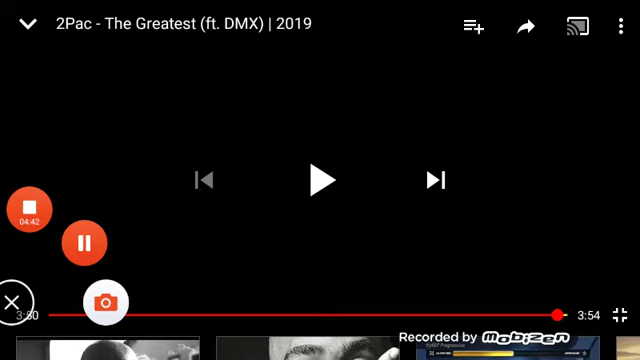 2Pac - The Greatest (ft. DMX) | 2019
04:42
3:50
3:54
Recorded by MOBIZEN